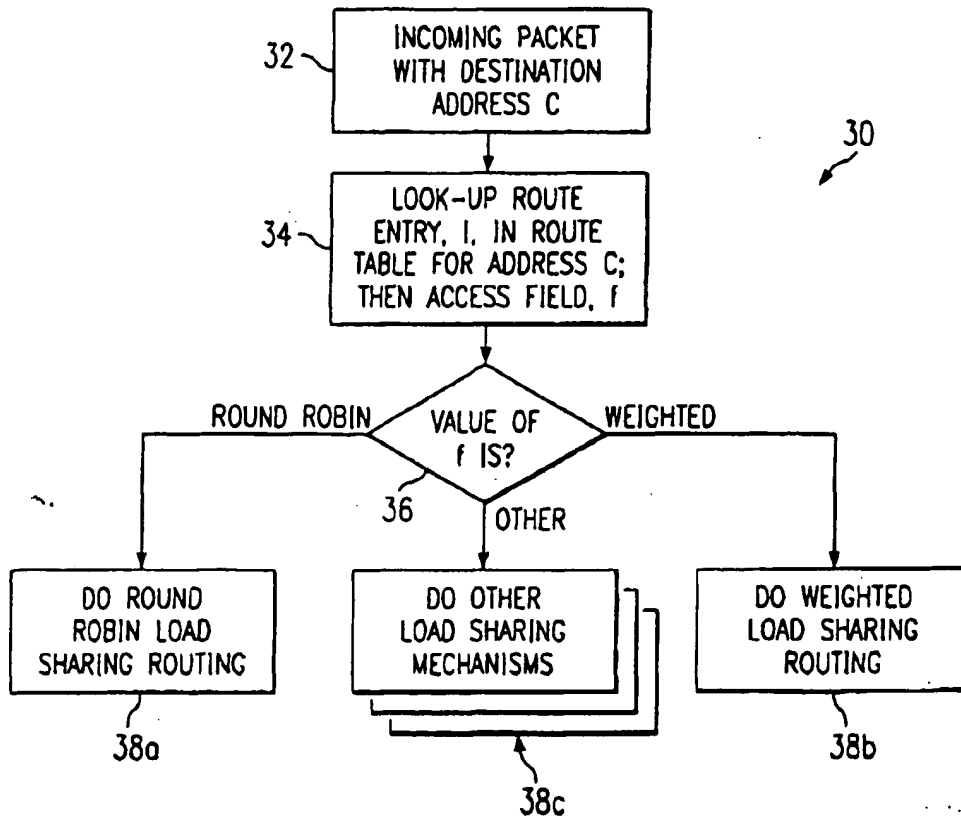 INCOMING PACKET
WITH DESTINATION
ADDRESS C
32
30
LOOK-UP ROUTE
ENTRY, I, IN ROUTE
TABLE FOR ADDRESS C;
THEN ACCESS FIELD, f
34
ROUND ROBIN
VALUE OF
f IS?
WEIGHTED
36
OTHER
DO ROUND
ROBIN LOAD
SHARING ROUTING
DO OTHER
LOAD SHARING
MECHANISMS
DO WEIGHTED
LOAD SHARING
ROUTING
38a
38c
38b